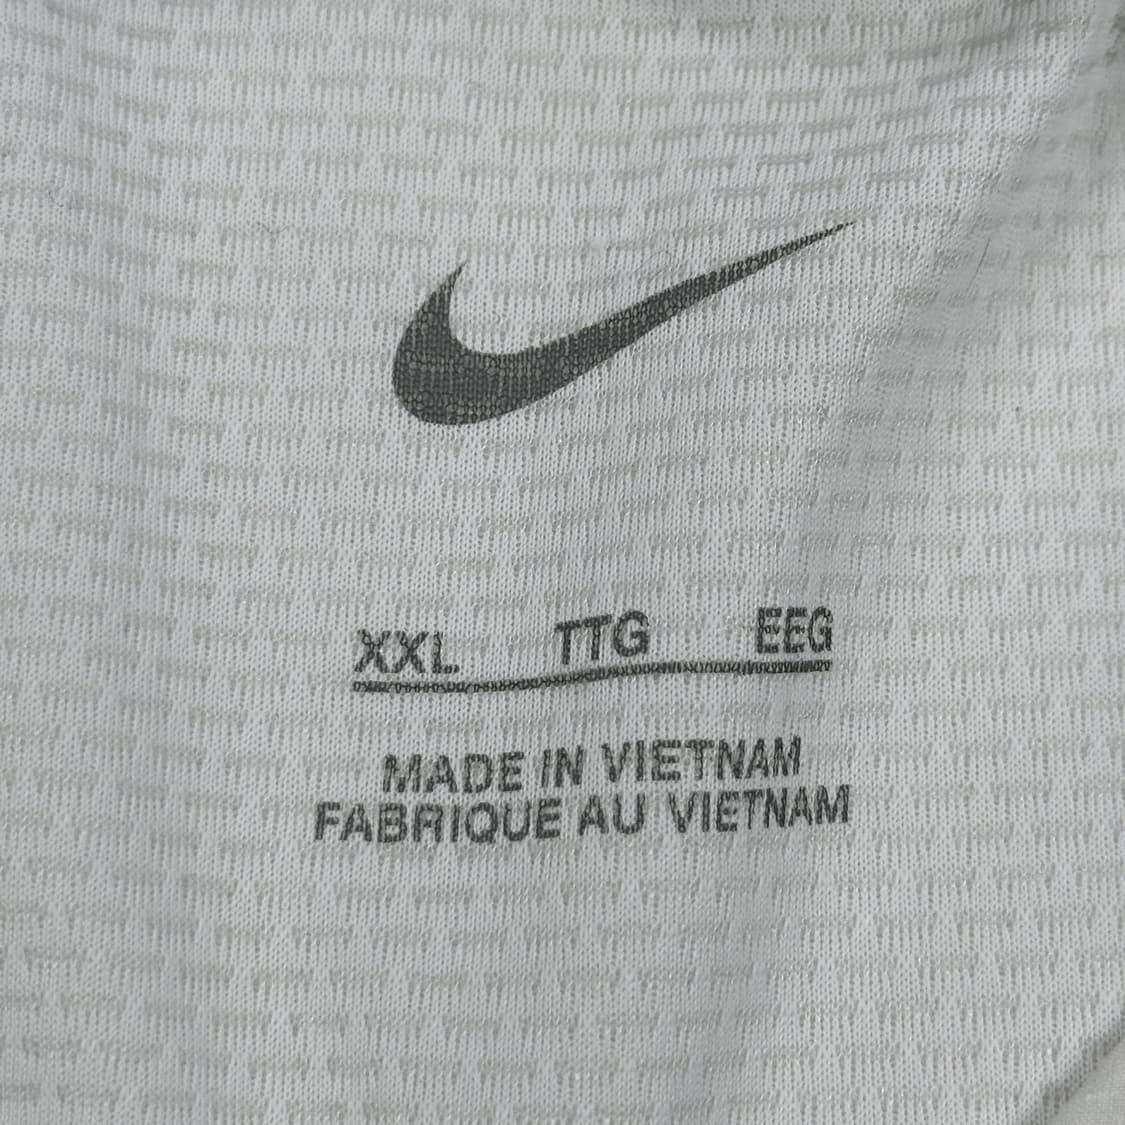 XXL TTG EEG
MADE IN VIETNAM
FABRIQUE AU VIETNAM